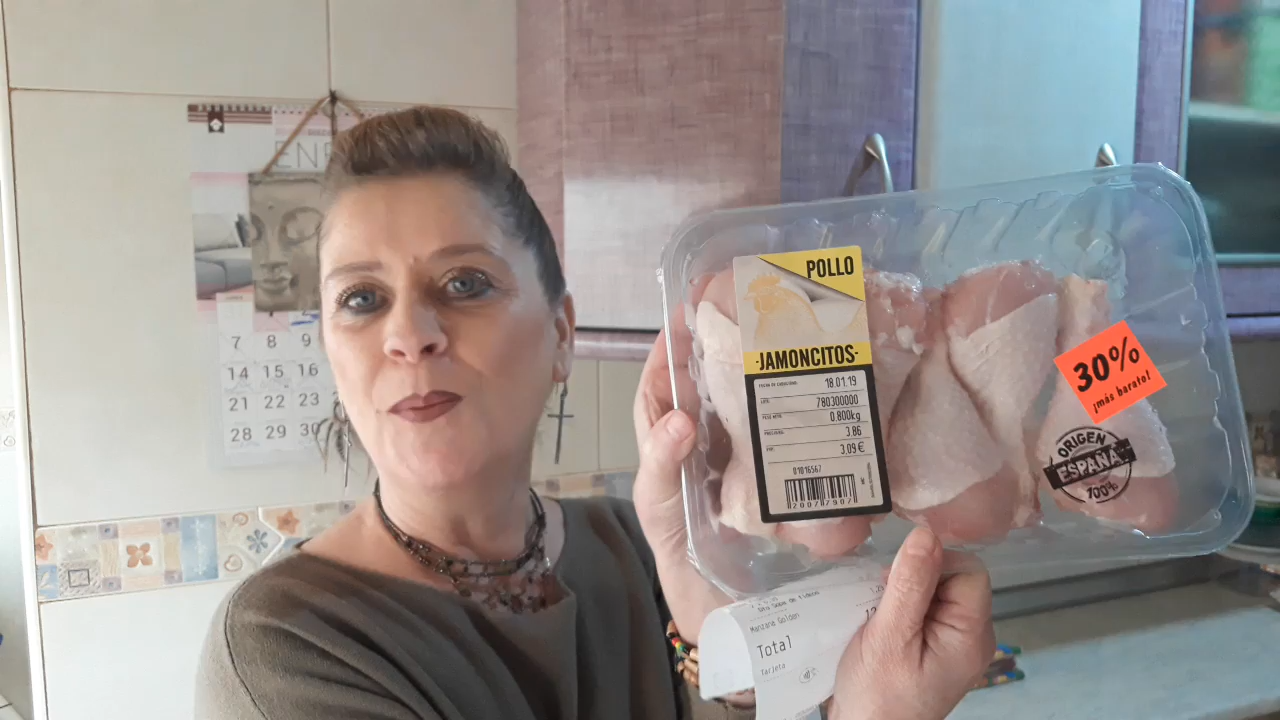 ENE
7 8 9
14 15 16
21 22 23
28 29 30
POLLO
·JAMONCITOS·
18.01.19
780300000
0.800kg
3.86
3.09 €
01016567
30%
¡más barato!
ORIGEN
ESPAÑA
100%
Manzana Golden
Total
Tarjeta